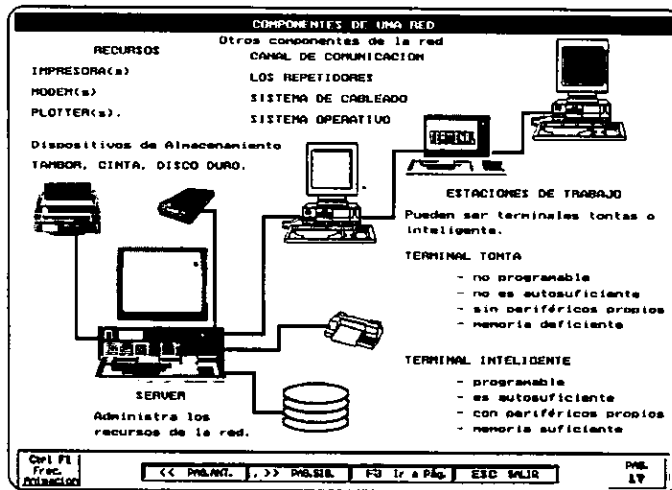 COMPONENTES DE UNA RED
RECURSOS
IMPRESORA(s)
MODEM(s)
PLOTTER(s).
Otros componentes de la red
CANAL DE COMUNICACION
LOS REPETIDORES
SISTEMA DE CABLEADO
SISTEMA OPERATIVO
Dispositivos de Almacenamiento
TAMBOR, CINTA, DISCO DURO.
ESTACIONES DE TRABAJO
Pueden ser terminales tontas o
inteligente.
TERMINAL TONTA
- no programable
- no es autosuficiente
- sin periféricos propios
- memoria deficiente
TERMINAL INTELIGENTE
- programable
- es autosuficiente
- con periféricos propios
- memoria suficiente
SERVER
Administra los
recursos de la red.
Ctrl F1
Frec.
Animacion
<< PAG.ANT. , >> PAG.SIG. F3 Ir a Pág. ESC SALIR
PAG.
17